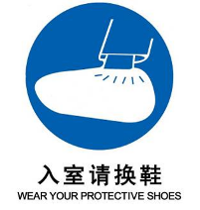 入室请换鞋
WEAR YOUR PROTECTIVE SHOES